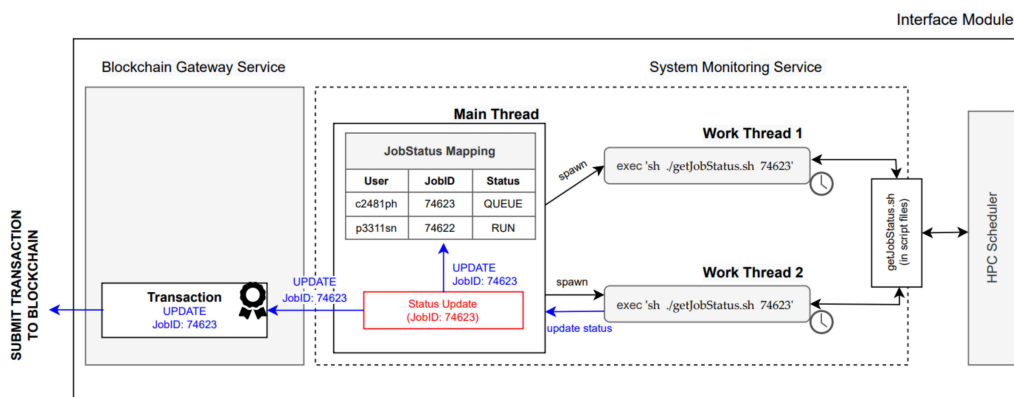 Interface Module
Blockchain Gateway Service
System Monitoring Service
Main Thread
JobStatus Mapping
User JobID Status
c2481ph 74623 QUEUE
p3311sn 74622 RUN
UPDATE
JobID: 74623
Status Update
(JobID: 74623)
spawn
spawn
update status
Work Thread 1
exec 'sh ./getJobStatus.sh 74623'
Work Thread 2
exec 'sh ./getJobStatus.sh 74623'
getJobStatus.sh
(in script files)
HPC Scheduler
UPDATE
JobID: 74623
Transaction
UPDATE
JobID: 74623
SUBMIT TRANSACTION
TO BLOCKCHAIN